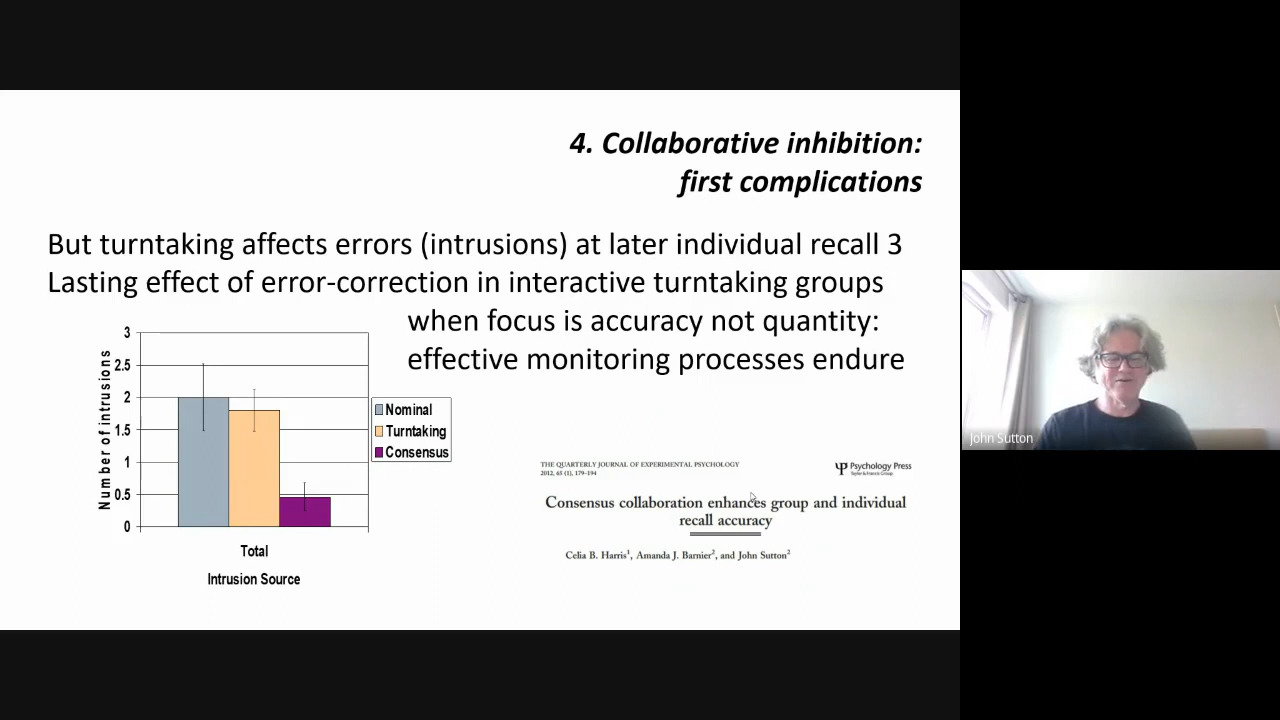 4. Collaborative inhibition:
first complications
But turntaking affects errors (intrusions) at later individual recall 3
Lasting effect of error-correction in interactive turntaking groups
when focus is accuracy not quantity:
effective monitoring processes endure
Number of intrusions
3
2.5
2
1.5
1
0.5
0
Total
Intrusion Source
Nominal
Turntaking
Consensus
THE QUARTERLY JOURNAL OF EXPERIMENTAL PSYCHOLOGY
2012, 65 (1), 179–194
Psychology Press
Taylor & Francis Group
Consensus collaboration enhances group and individual
recall accuracy
Celia B. Harris1, Amanda J. Barnier2, and John Sutton2
John Sutton